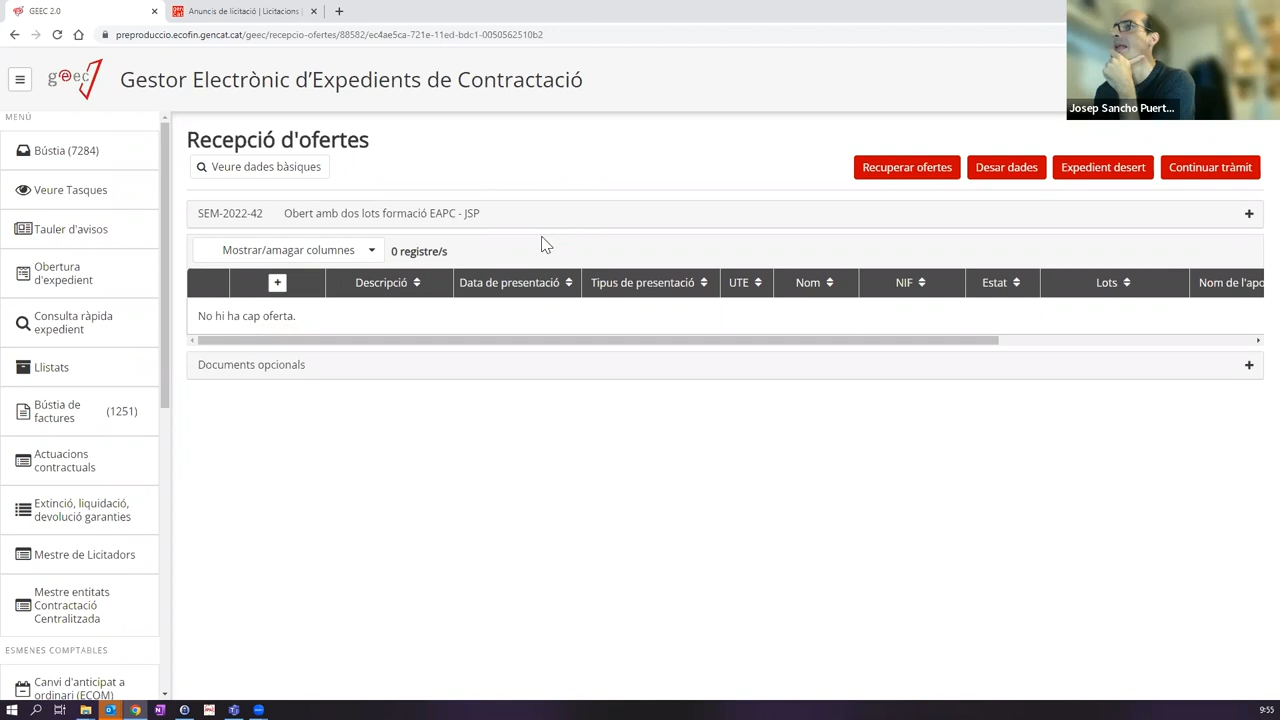 GEEC 2.0
Anuncis de licitació | Licitacions
preproduccio.ecofin.gencat.cat/geec/recepcio-ofertes/88582/ec4ae5ca-721e-11ed-bdc1-0050562510b2
geec
Gestor Electrònic d'Expedients de Contractació
Josep Sancho Puert...
MENÚ
Bústia (7284)
Veure Tasques
Tauler d'avisos
Obertura
d'expedient
Consulta ràpida
expedient
Llistats
Bústia de
factures
(1251)
Actuacions
contractuals
Extinció, liquidació,
devolució garanties
Mestre de Licitadors
Mestre entitats
Contractació
Centralitzada
ESMENES COMPTABLES
Canvi d'anticipat a
ordinari (ECOM)
Recepció d'ofertes
Veure dades bàsiques
Recuperar ofertes
Desar dades
Expedient desert
Continuar tràmit
SEM-2022-42 Obert amb dos lots formació EAPC - JSP
Mostrar/amagar columnes
0 registre/s
Descripció Data de presentació Tipus de presentació UTE Nom NIF Estat Lots Nom de l'apo
No hi ha cap oferta.
Documents opcionals
9:55